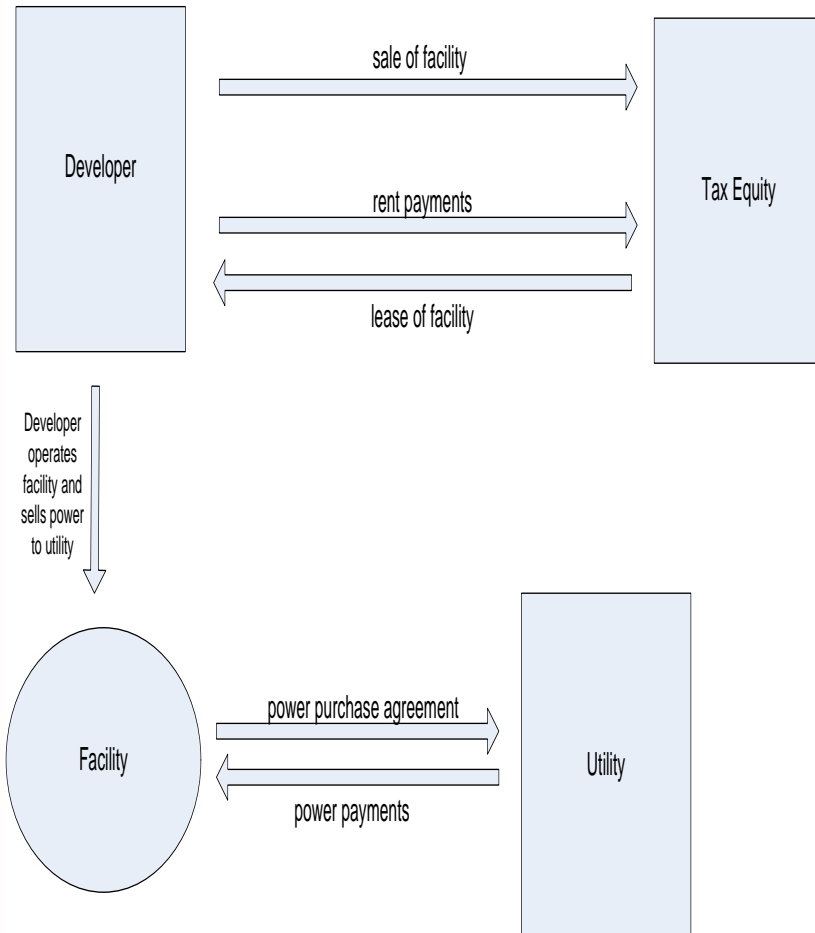 sale of facility
Developer
Tax Equity
rent payments
lease of facility
Developer
operates
facility and
sells power
to utility
power purchase agreement
Facility
Utility
power payments